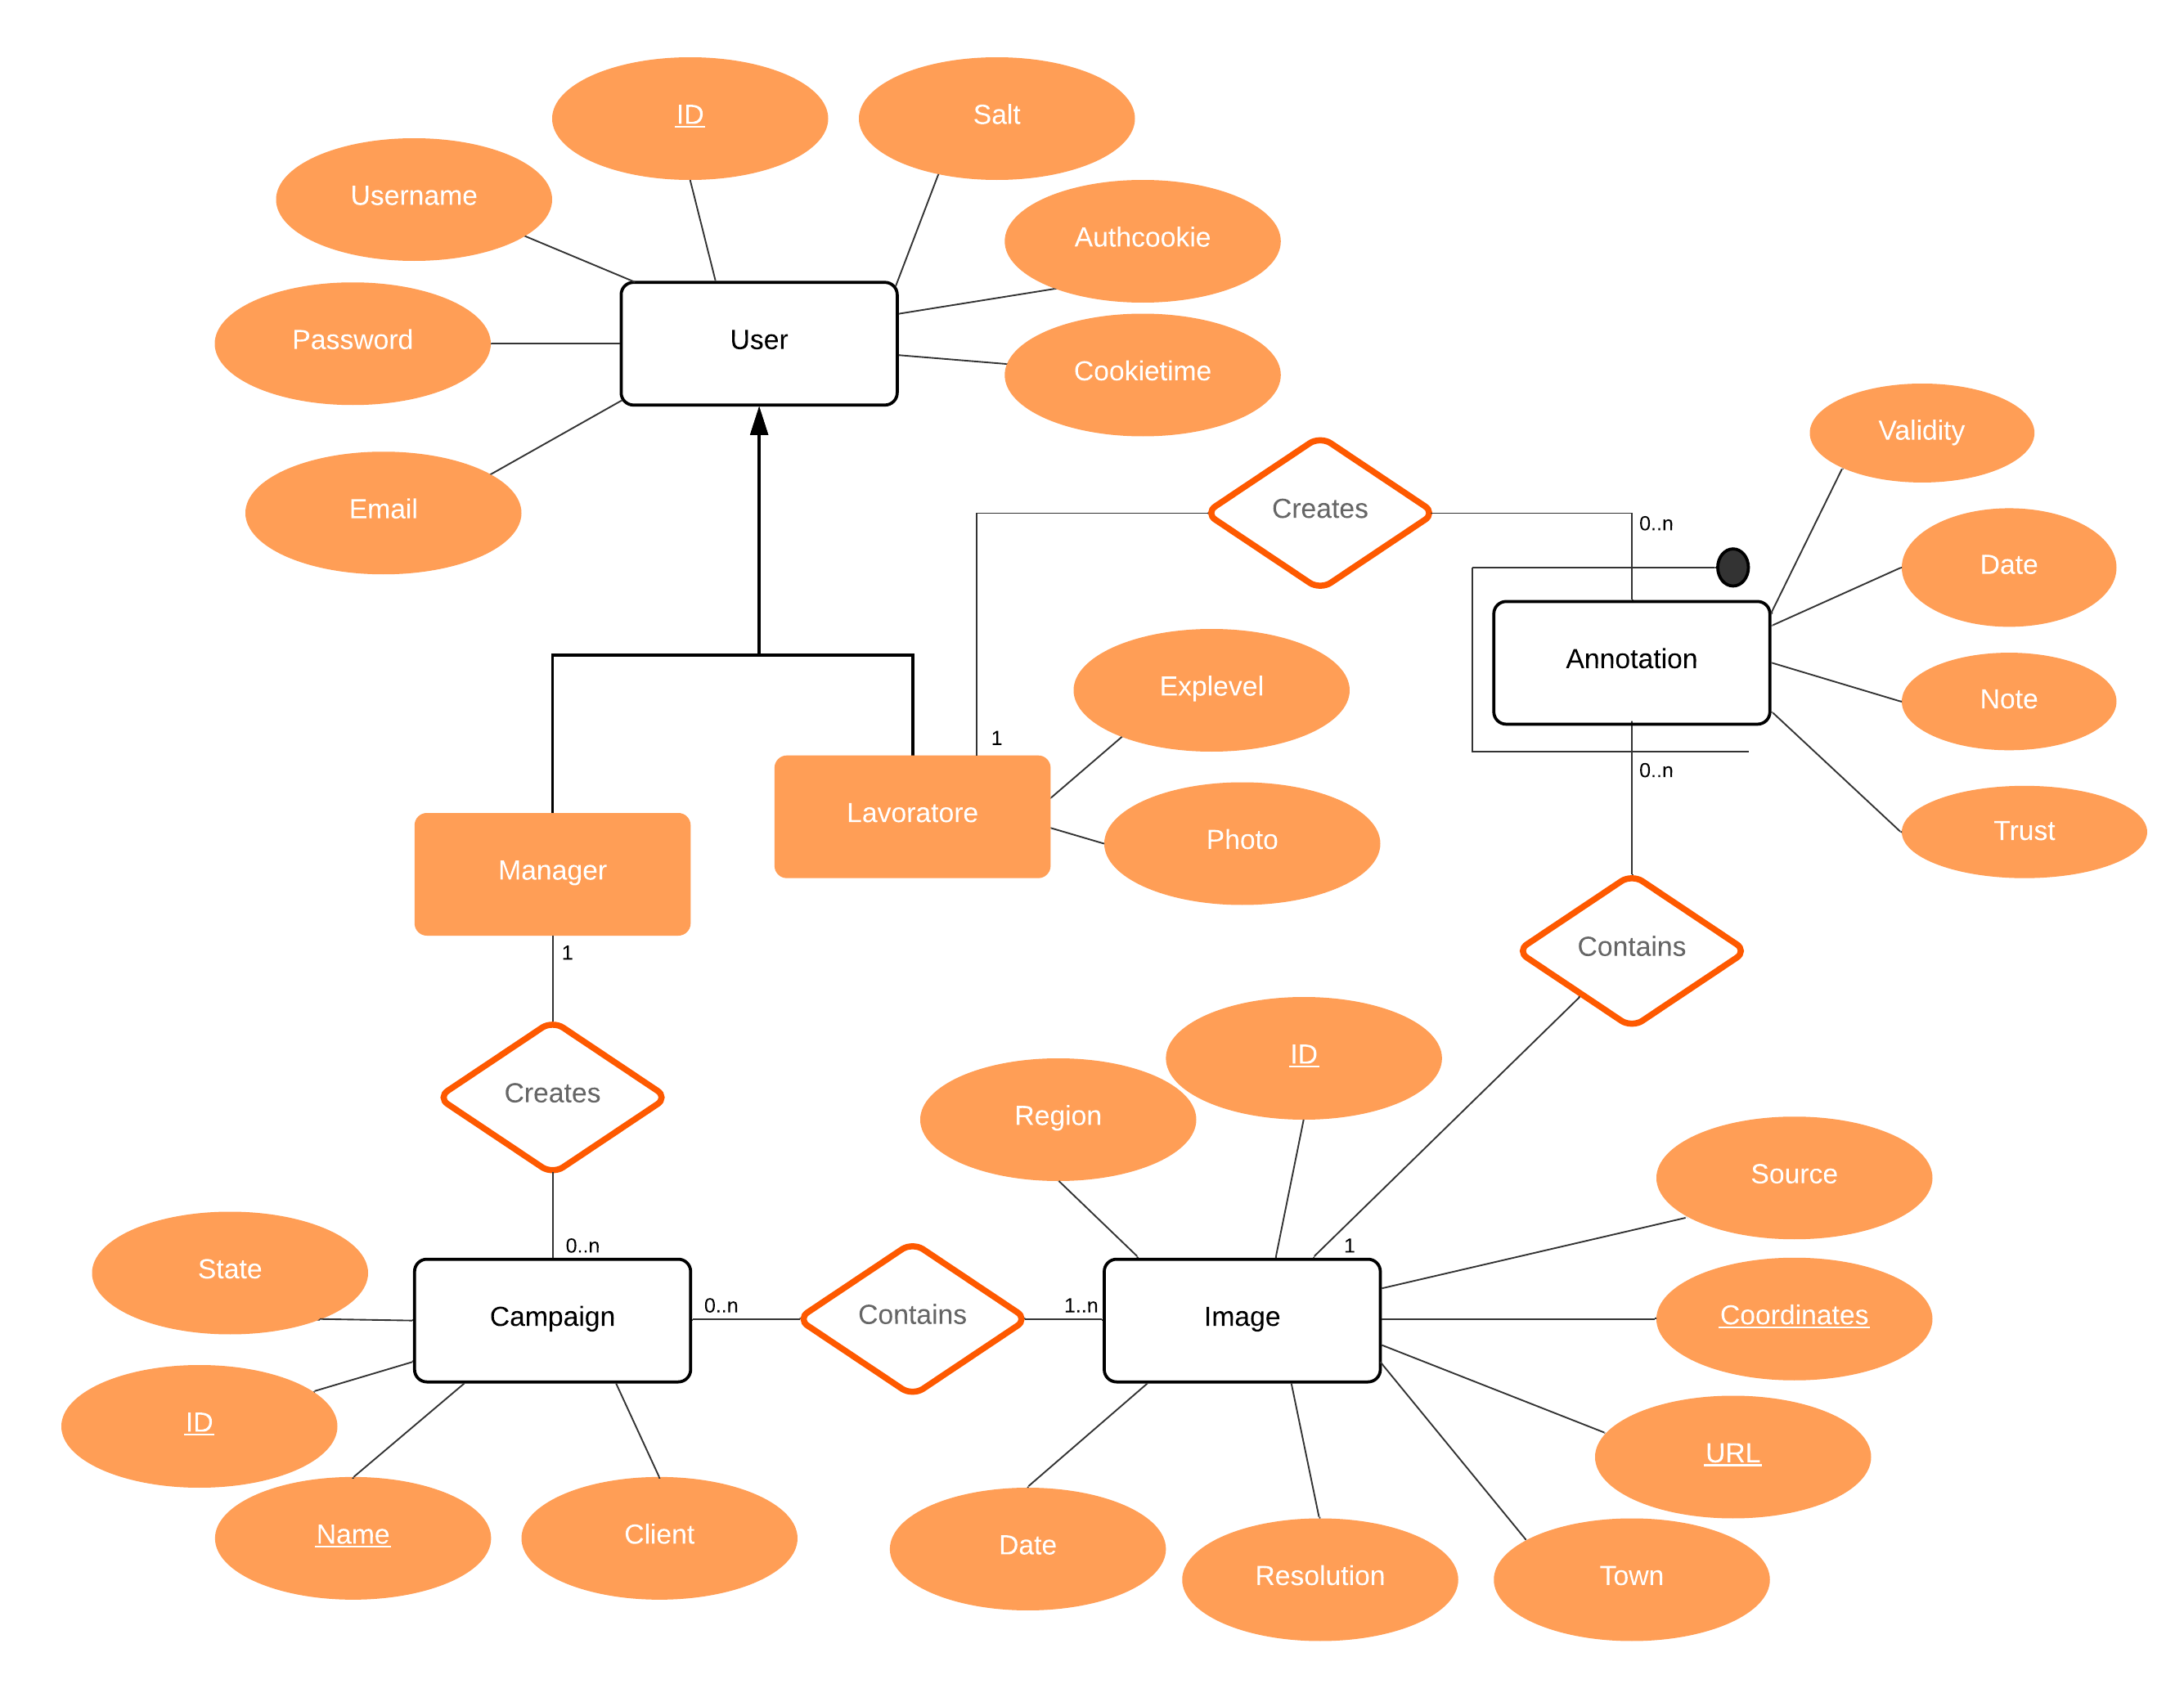 ID
Salt
Username
Authcookie
User
Password
Cookietime
Validity
Email
Creates
0..n
Date
Annotation
Explevel
Note
1
0..n
Lavoratore
Photo
Trust
Manager
1
Contains
ID
Creates
Region
Source
State
0..n
1
Campaign
0..n
Contains
1..n
Image
Coordinates
ID
URL
Name
Client
Date
Resolution
Town